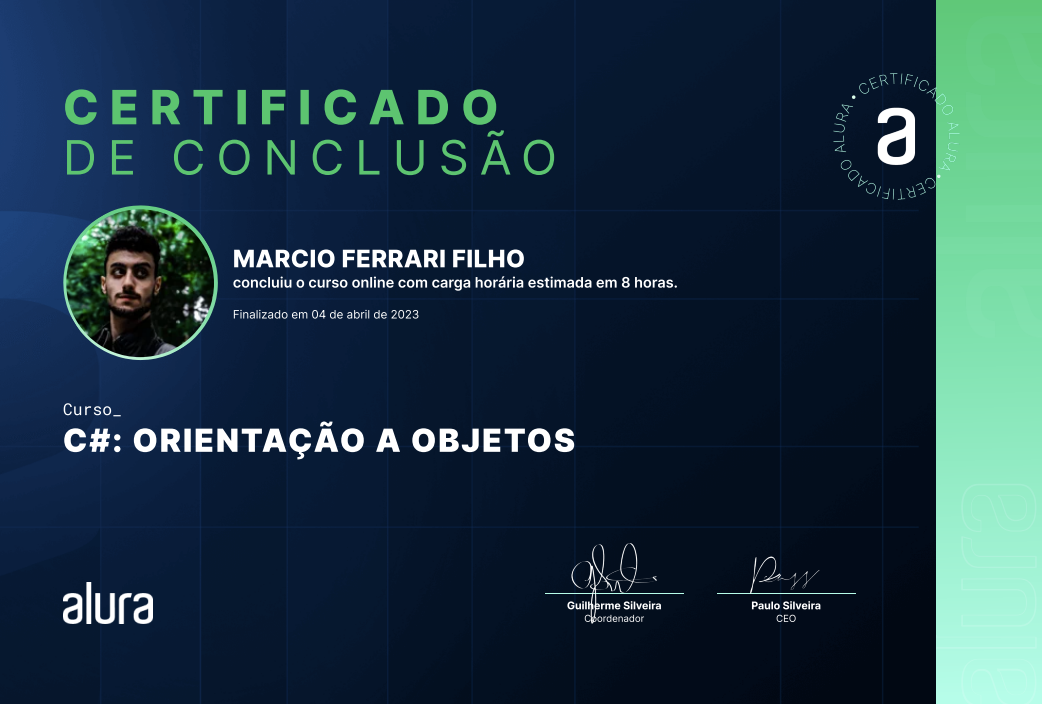 CERTIFICADO
DE CONCLUSÃO
CERTIFICADO ALURA • CERTIFICADO ALURA •
a
MARCIO FERRARI FILHO
concluiu o curso online com carga horária estimada em 8 horas.
Finalizado em 04 de abril de 2023
Curso_
C#: ORIENTAÇÃO A OBJETOS
alura
Guilherme Silveira
Coordenador
Paulo Silveira
CEO
alura